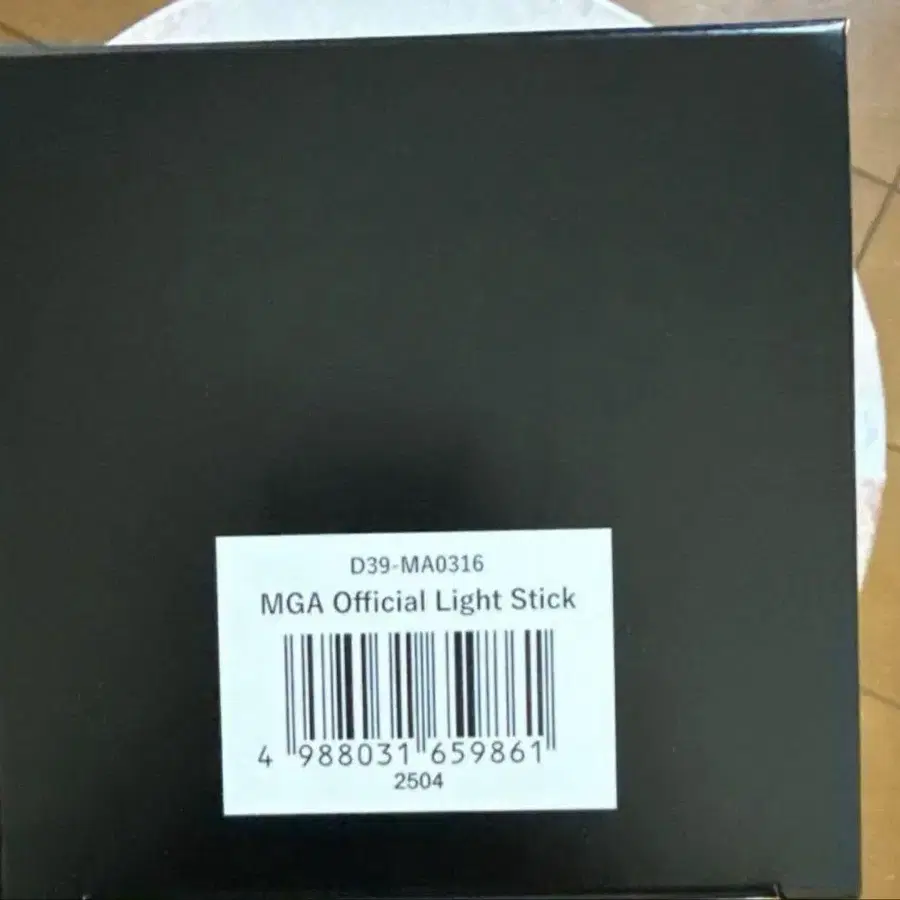 D39-MA0316
MGA Official Light Stick
4 988031 659861
2504